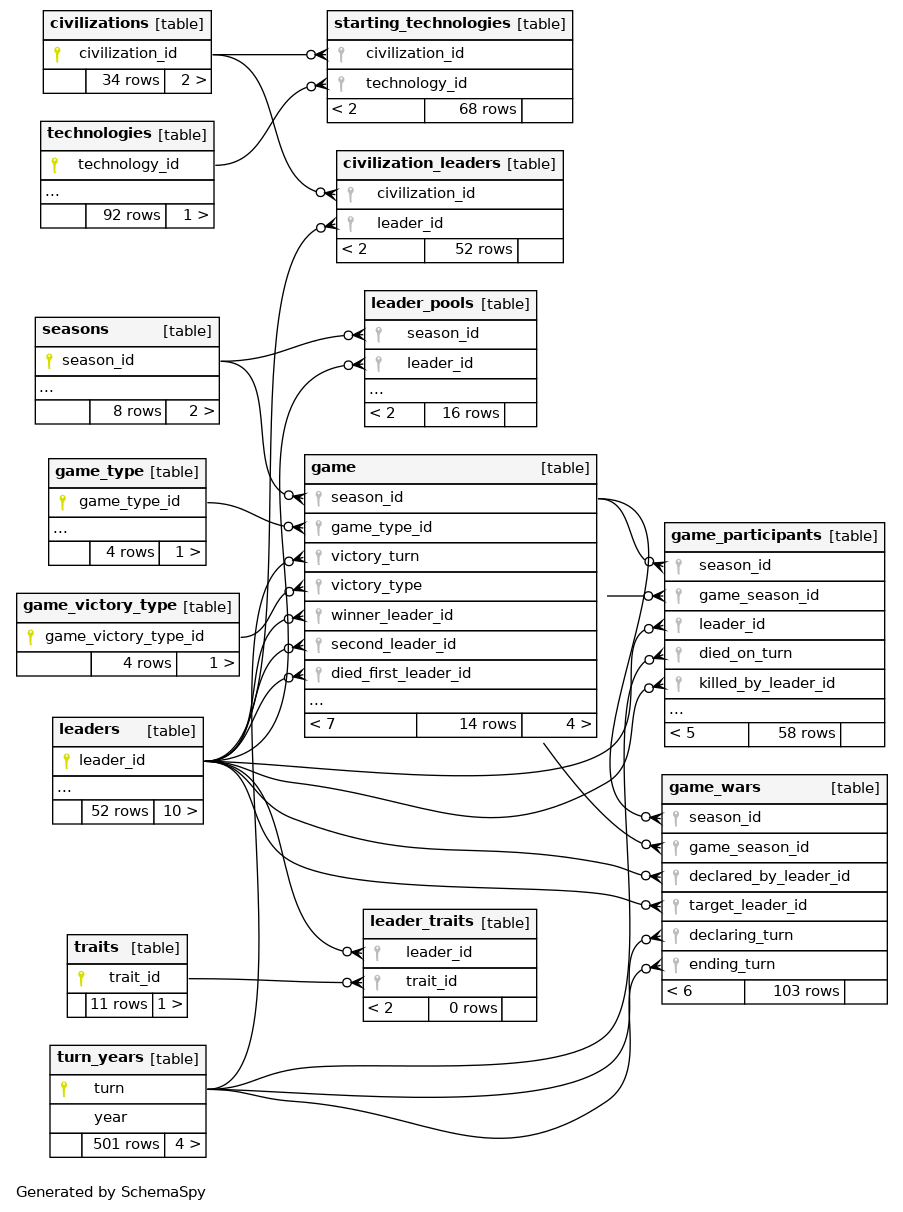 civilizations [table]
civilization_id
34 rows 2 >
starting_technologies [table]
civilization_id
technology_id
< 2 68 rows
technologies [table]
technology_id
...
92 rows 1 >
civilization_leaders [table]
civilization_id
leader_id
< 2 52 rows
leader_pools [table]
season_id
leader_id
...
< 2 16 rows
seasons [table]
season_id
...
8 rows 2 >
game_type [table]
game_type_id
...
4 rows 1 >
game [table]
season_id
game_type_id
victory_turn
victory_type
winner_leader_id
second_leader_id
died_first_leader_id
...
< 7 14 rows 4 >
game_participants [table]
season_id
game_season_id
leader_id
died_on_turn
killed_by_leader_id
...
< 5 58 rows
game_victory_type [table]
game_victory_type_id
4 rows 1 >
leaders [table]
leader_id
...
52 rows 10 >
game_wars [table]
season_id
game_season_id
declared_by_leader_id
target_leader_id
declaring_turn
ending_turn
< 6 103 rows
leader_traits [table]
leader_id
trait_id
< 2 0 rows
traits [table]
trait_id
11 rows 1 >
turn_years [table]
turn
year
501 rows 4 >
Generated by SchemaSpy